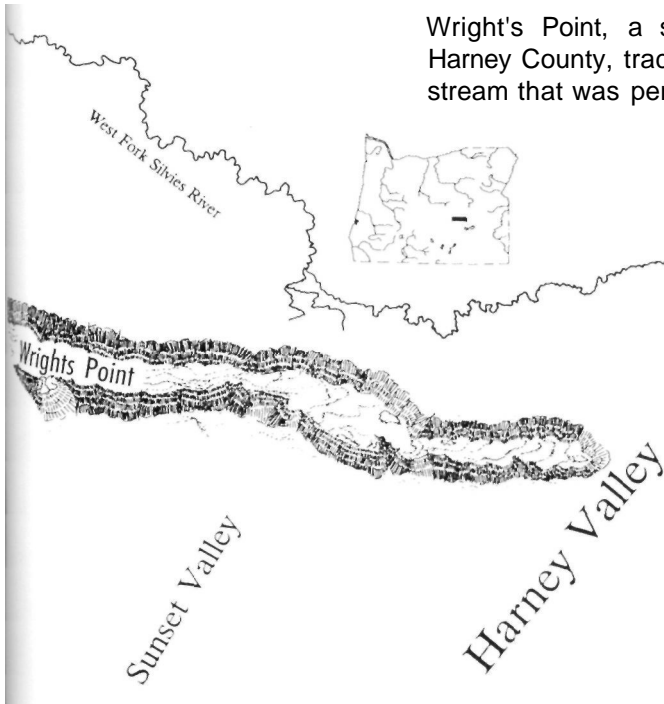 Wright's Point, a s
Harney County, trac
stream that was per
West Fork Silvies River
Wrights Point
Sunset Valley
Harney Valley